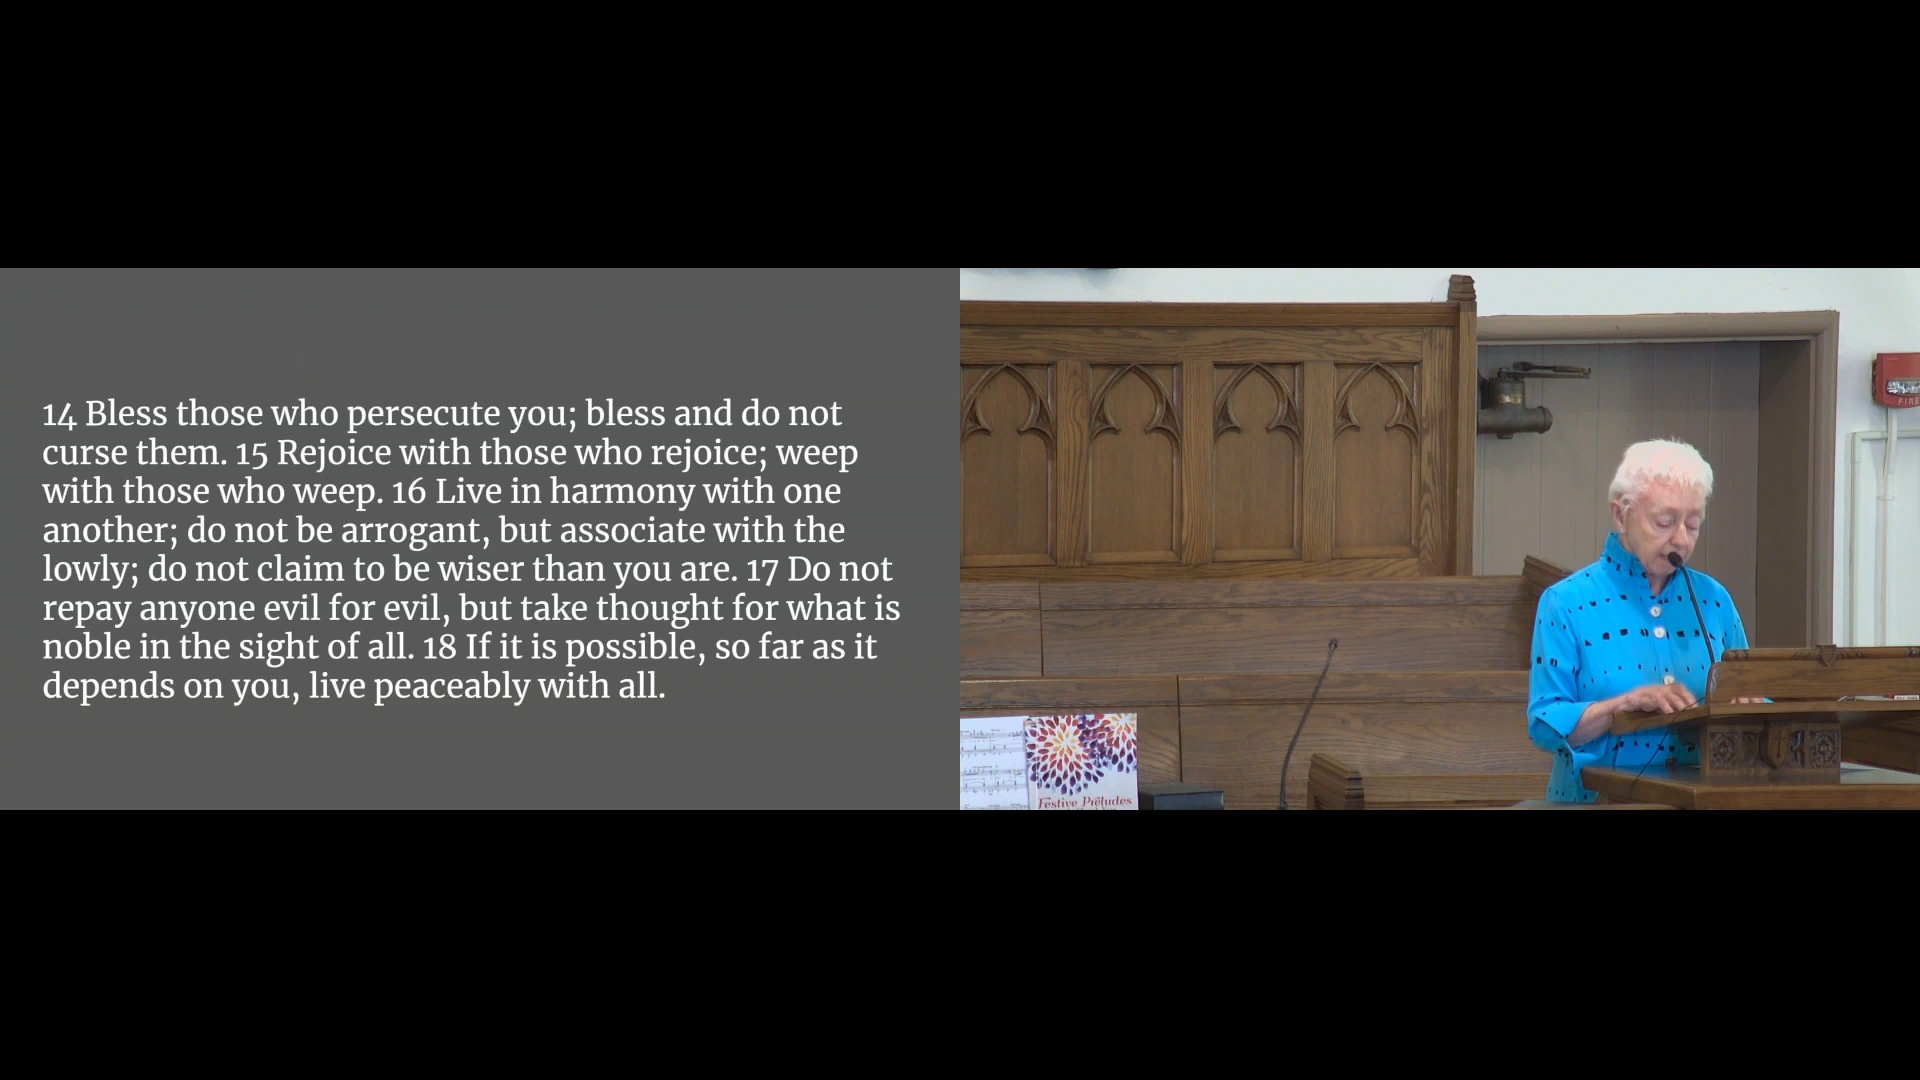 14 Bless those who persecute you; bless and do not
curse them. 15 Rejoice with those who rejoice; weep
with those who weep. 16 Live in harmony with one
another; do not be arrogant, but associate with the
lowly; do not claim to be wiser than you are. 17 Do not
repay anyone evil for evil, but take thought for what is
noble in the sight of all. 18 If it is possible, so far as it
depends on you, live peaceably with all.
FIRE
Festive Preludes